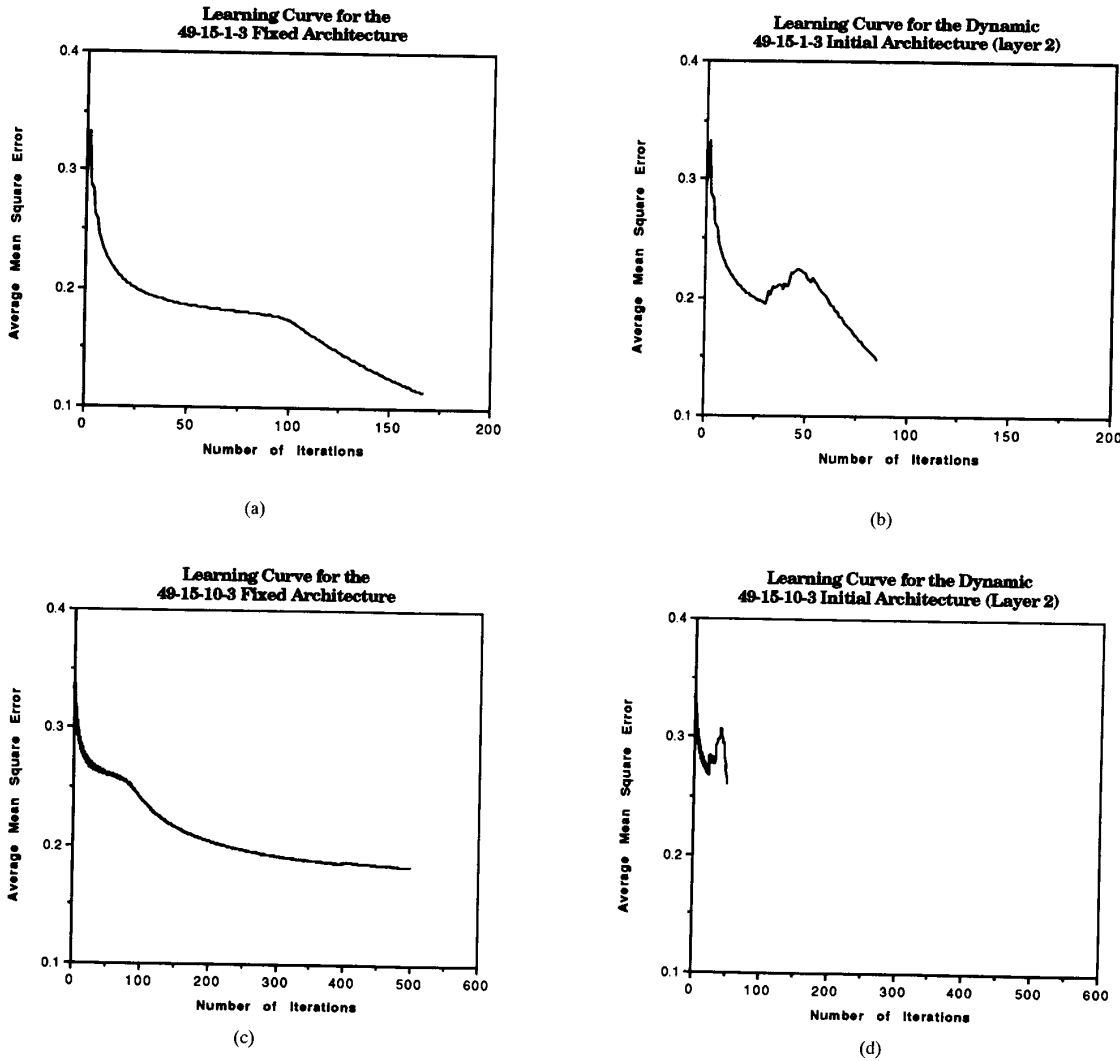 Learning Curve for the
49-15-1-3 Fixed Architecture
0.4
0.3
0.2
0.1
Average Mean Square Error
0 50 100 150 200
Number of Iterations
(a)
Learning Curve for the Dynamic
49-15-1-3 Initial Architecture (layer 2)
0.4
0.3
0.2
0.1
Average Mean Square Error
0 50 100 150 200
Number of Iterations
(b)
Learning Curve for the
49-15-10-3 Fixed Architecture
0.4
0.3
0.2
0.1
Average Mean Square Error
0 100 200 300 400 500 600
Number of Iterations
(c)
Learning Curve for the Dynamic
49-15-10-3 Initial Architecture (Layer 2)
0.4
0.3
0.2
0.1
Average Mean Square Error
0 100 200 300 400 500 600
Number of Iterations
(d)